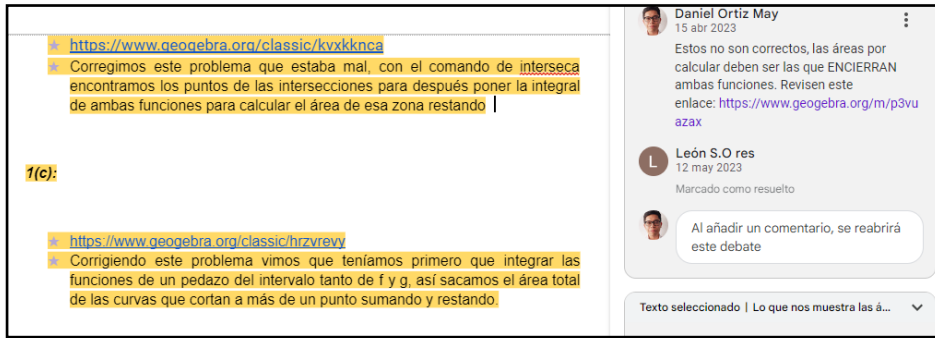 https://www.geogebra.org/classic/kvxkknca
Corregimos este problema que estaba mal, con el comando de interseca
encontramos los puntos de las intersecciones para después poner la integral
de ambas funciones para calcular el área de esa zona restando
1(c):
https://www.geogebra.org/classic/hrzvrevy
Corrigiendo este problema vimos que teníamos primero que integrar las
funciones de un pedazo del intervalo tanto de f y g, así sacamos el área total
de las curvas que cortan a más de un punto sumando y restando.
Daniel Ortiz May
15 abr 2023
Estos no son correctos, las áreas por
calcular deben ser las que ENCIERRAN
ambas funciones. Revisen este
enlace: https://www.geogebra.org/m/p3vu
azax
L
León S.O res
12 may 2023
Marcado como resuelto
Al añadir un comentario, se reabrirá
este debate
Texto seleccionado | Lo que nos muestra las á...